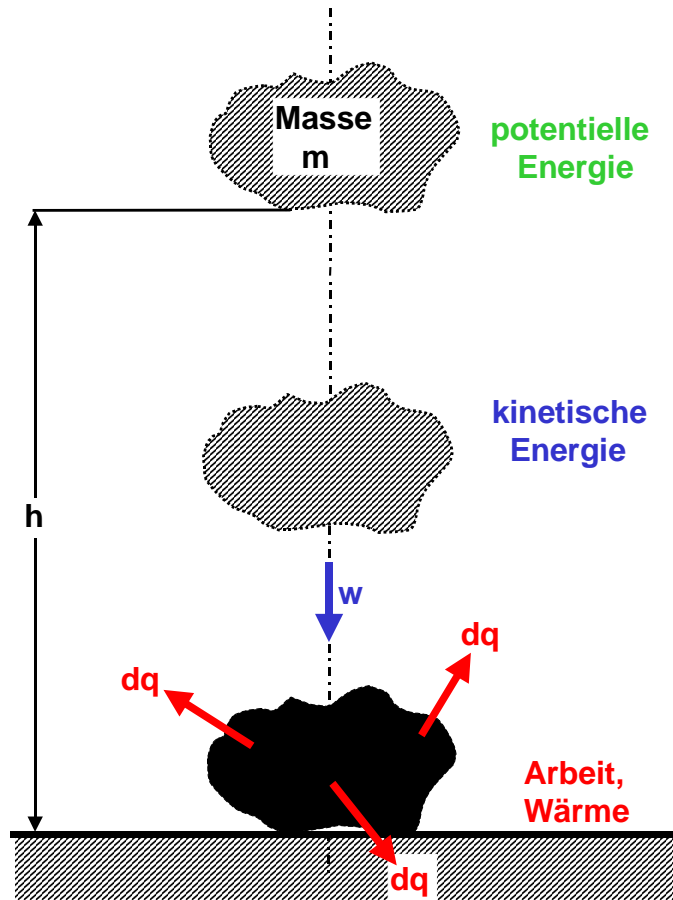 Masse
m
potentielle
Energie
kinetische
Energie
h
w
dq
dq
Arbeit,
Wärme
dq